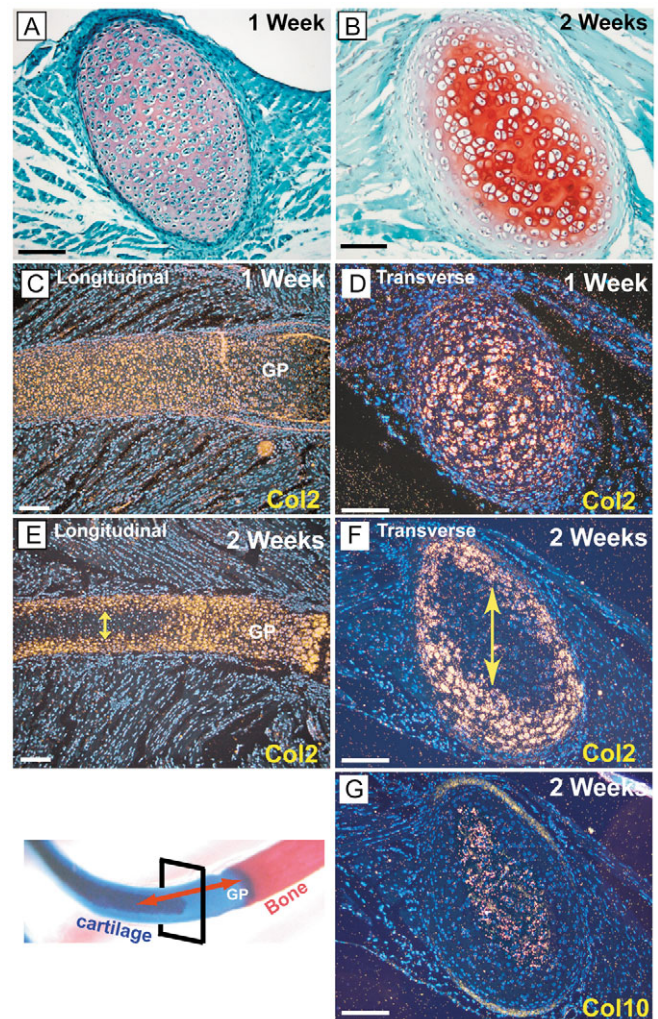 A
1 Week
B
2 Weeks
C
Longitudinal
1 Week
GP
Col2
D
Transverse
1 Week
Col2
E
Longitudinal
2 Weeks
GP
Col2
F
Transverse
2 Weeks
Col2
G
2 Weeks
Col10
cartilage
GP
Bone